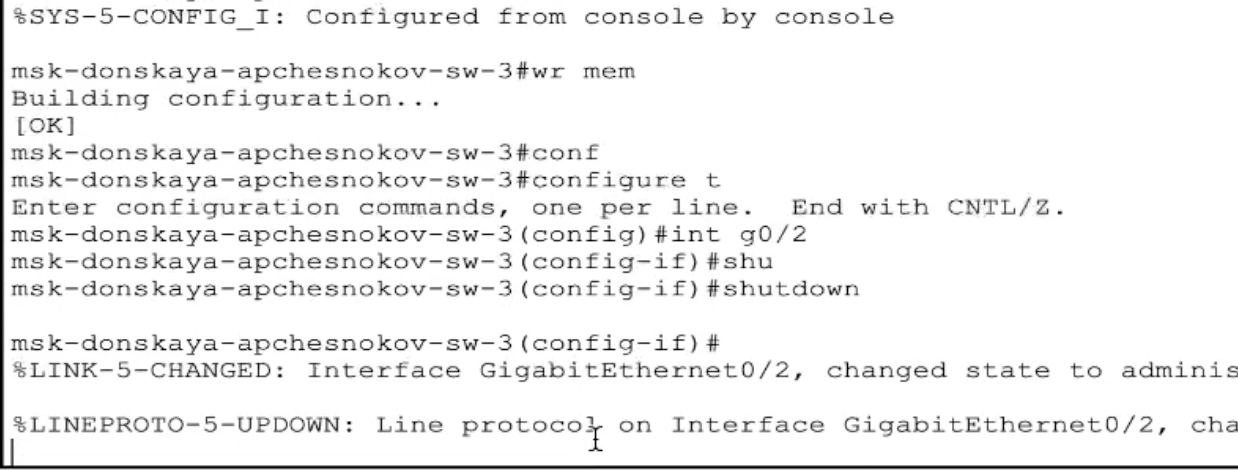 %SYS-5-CONFIG_I: Configured from console by console
msk-donskaya-apchesnokov-sw-3#wr mem
Building configuration...
[OK]
msk-donskaya-apchesnokov-sw-3#conf
msk-donskaya-apchesnokov-sw-3#configure t
Enter configuration commands, one per line.  End with CNTL/Z.
msk-donskaya-apchesnokov-sw-3(config)#int g0/2
msk-donskaya-apchesnokov-sw-3(config-if)#shu
msk-donskaya-apchesnokov-sw-3(config-if)#shutdown
msk-donskaya-apchesnokov-sw-3(config-if)#
%LINK-5-CHANGED: Interface GigabitEthernet0/2, changed state to adminis
%LINEPROTO-5-UPDOWN: Line protocol on Interface GigabitEthernet0/2, cha